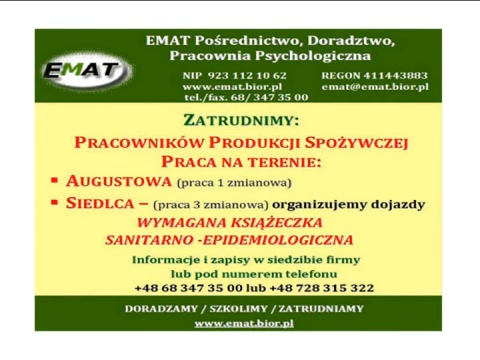 EMAT
EMAT Pośrednictwo, Doradztwo,
Pracownia Psychologiczna
NIP 923 112 10 62 REGON 411443883
www.emat.bior.pl emat@emat.bior.pl
tel./fax. 68/ 347 35 00
ZATRUDNIMY:
PRACOWNIKÓW PRODUKCJI SPOŻYWCZEJ
PRACA NA TERENIE:
▪ AUGUSTOWA (praca 1 zmianowa)
▪ SIEDLCA – (praca 3 zmianowa) organizujemy dojazdy
WYMAGANA KSIĄŻECZKA
SANITARNO -EPIDEMIOLOGICZNA
Informacje i zapisy w siedzibie firmy
lub pod numerem telefonu
+48 68 347 35 00 lub +48 728 315 322
DORADZAMY / SZKOLIMY / ZATRUDNIAMY
www.emat.bior.pl